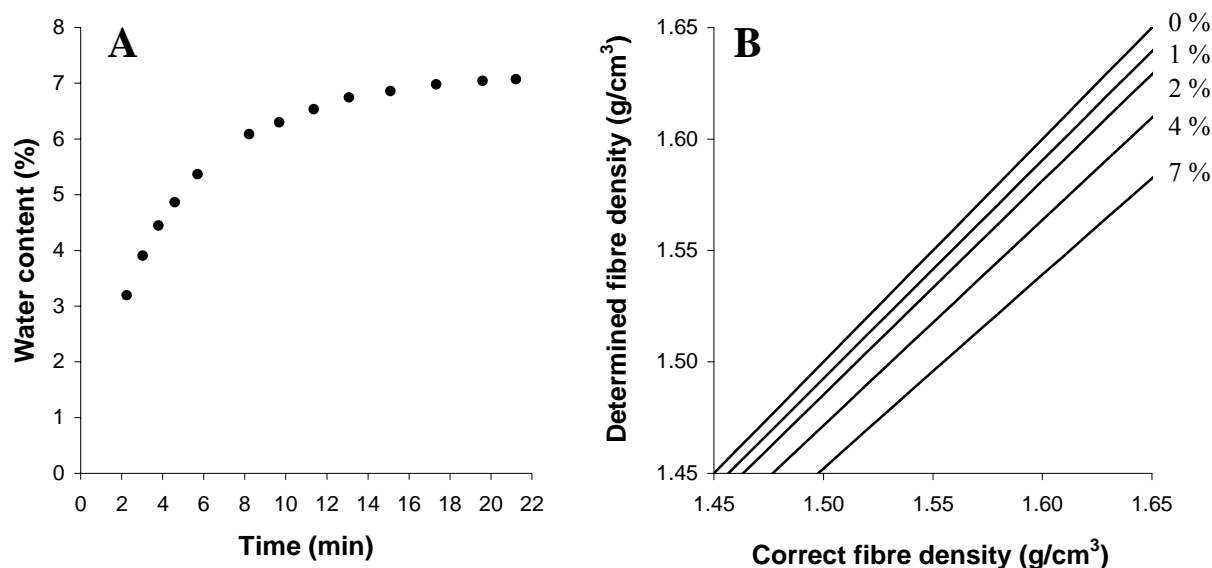 A
Water content (%)
8
7
6
5
4
3
2
1
0
0 2 4 6 8 10 12 14 16 18 20 22
Time (min)
B
Determined fibre density (g/cm³)
1.65
1.60
1.55
1.50
1.45
1.45 1.50 1.55 1.60 1.65
Correct fibre density (g/cm³)
0 %
1 %
2 %
4 %
7 %